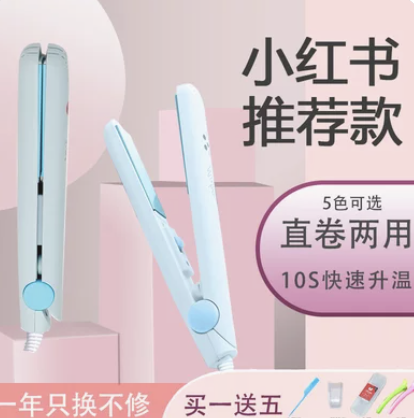 小红书
推荐款
5色可选
直卷两用
10S快速升温
一年只换不修
买一送五